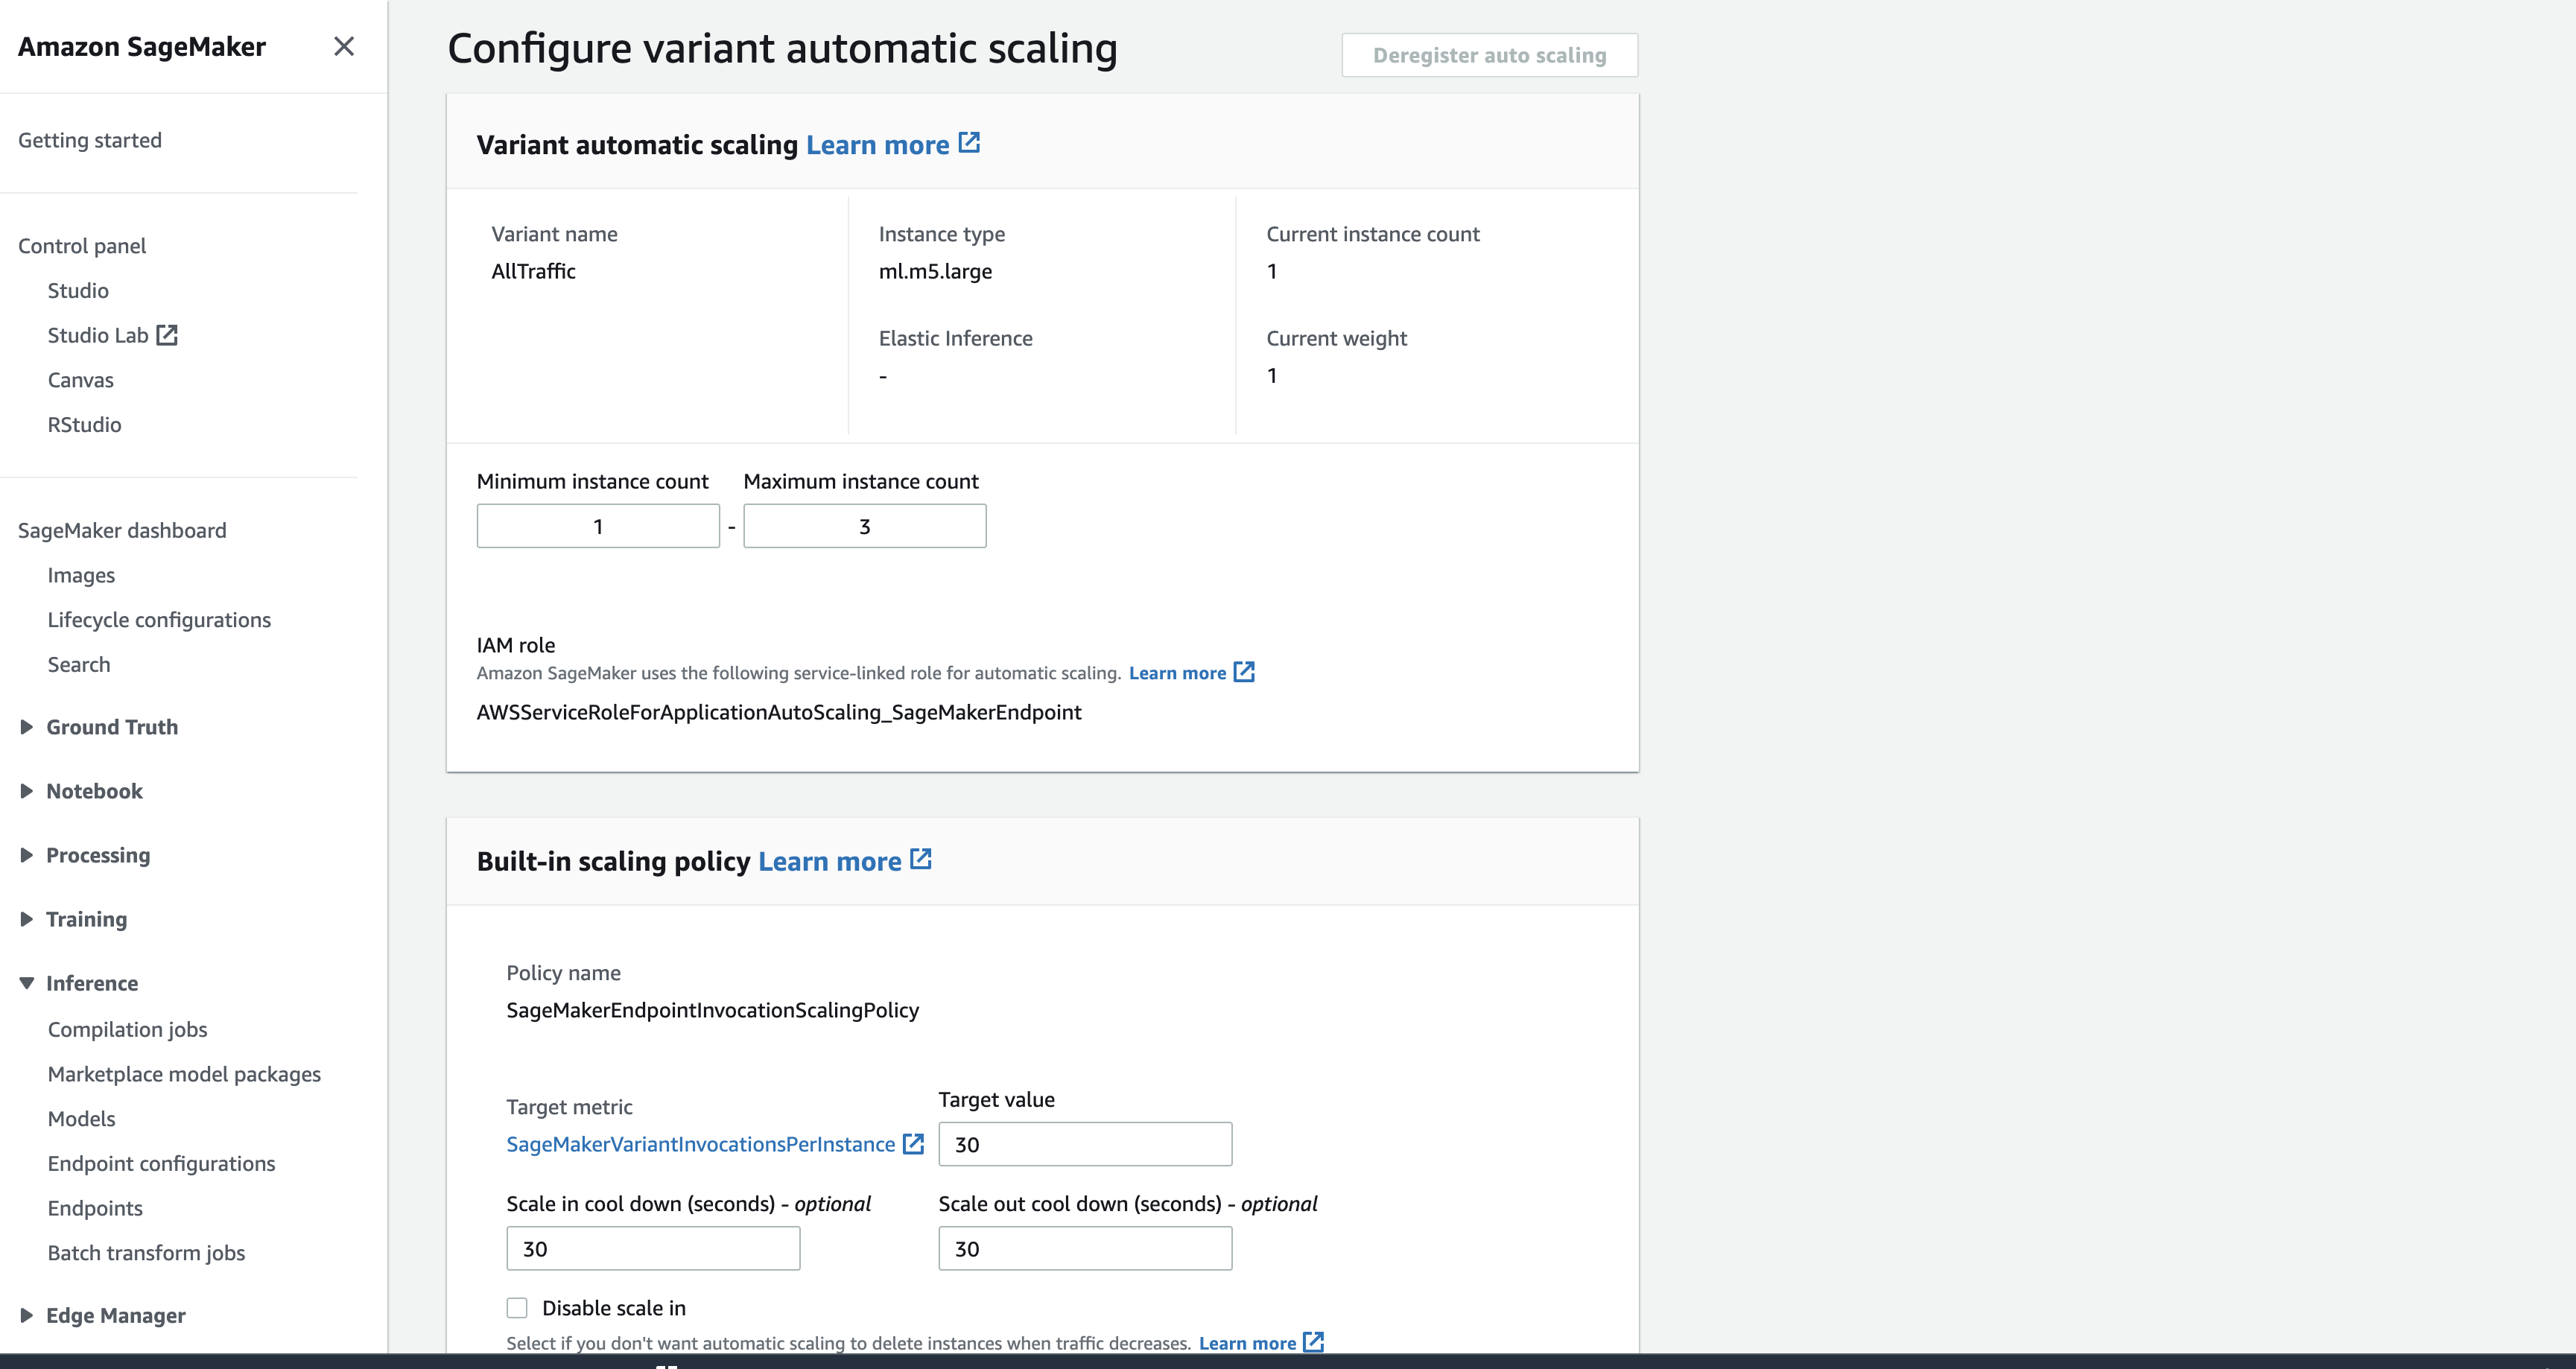 Amazon SageMaker
Getting started
Control panel
Studio
Studio Lab
Canvas
RStudio
SageMaker dashboard
Images
Lifecycle configurations
Search
Ground Truth
Notebook
Processing
Training
Inference
Compilation jobs
Marketplace model packages
Models
Endpoint configurations
Endpoints
Batch transform jobs
Edge Manager
Configure variant automatic scaling
Deregister auto scaling
Variant automatic scaling Learn more
Variant name
AllTraffic
Instance type
ml.m5.large
Elastic Inference
-
Current instance count
1
Current weight
1
Minimum instance count Maximum instance count
1 - 3
IAM role
Amazon SageMaker uses the following service-linked role for automatic scaling. Learn more
AWSServiceRoleForApplicationAutoScaling_SageMakerEndpoint
Built-in scaling policy Learn more
Policy name
SageMakerEndpointInvocationScalingPolicy
Target metric
SageMakerVariantInvocationsPerInstance
Target value
30
Scale in cool down (seconds) - optional
30
Scale out cool down (seconds) - optional
30
Disable scale in
Select if you don't want automatic scaling to delete instances when traffic decreases. Learn more